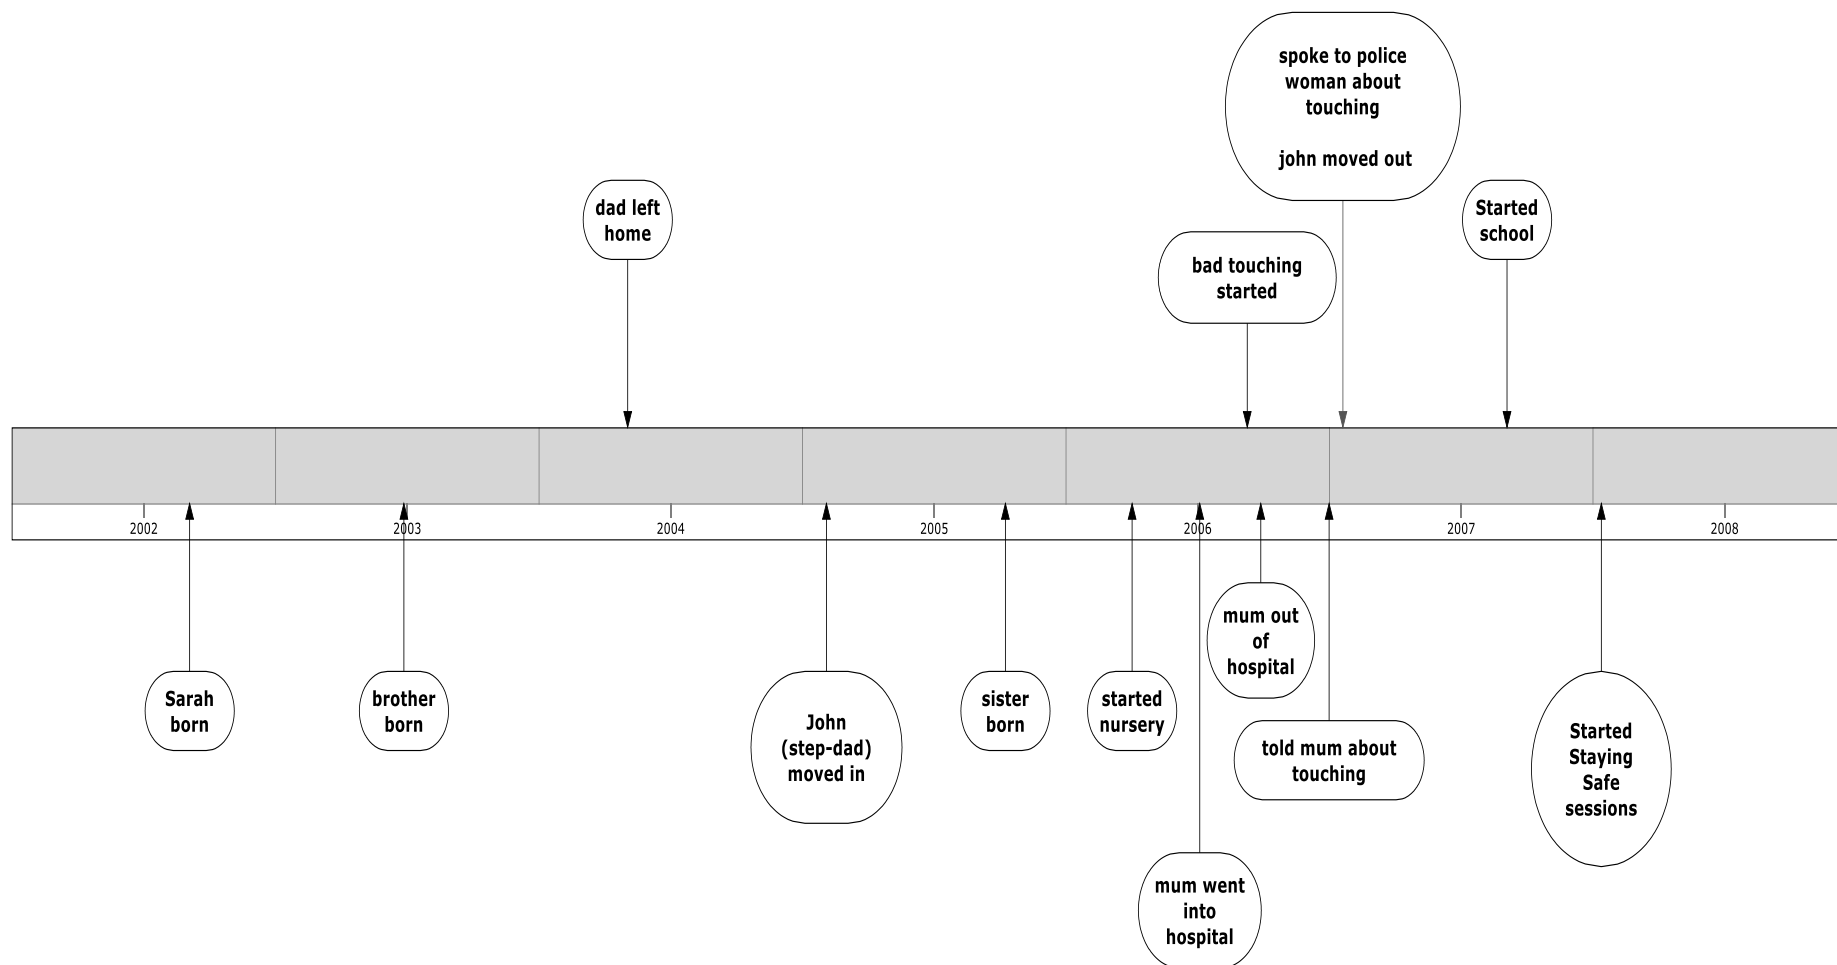 spoke to police
woman about
touching
john moved out
dad left
home
Started
school
bad touching
started
2002
2003
2004
2005
2006
2007
2008
mum out
of
hospital
Sarah
born
brother
born
John
(step-dad)
moved in
sister
born
started
nursery
told mum about
touching
Started
Staying
Safe
sessions
mum went
into
hospital